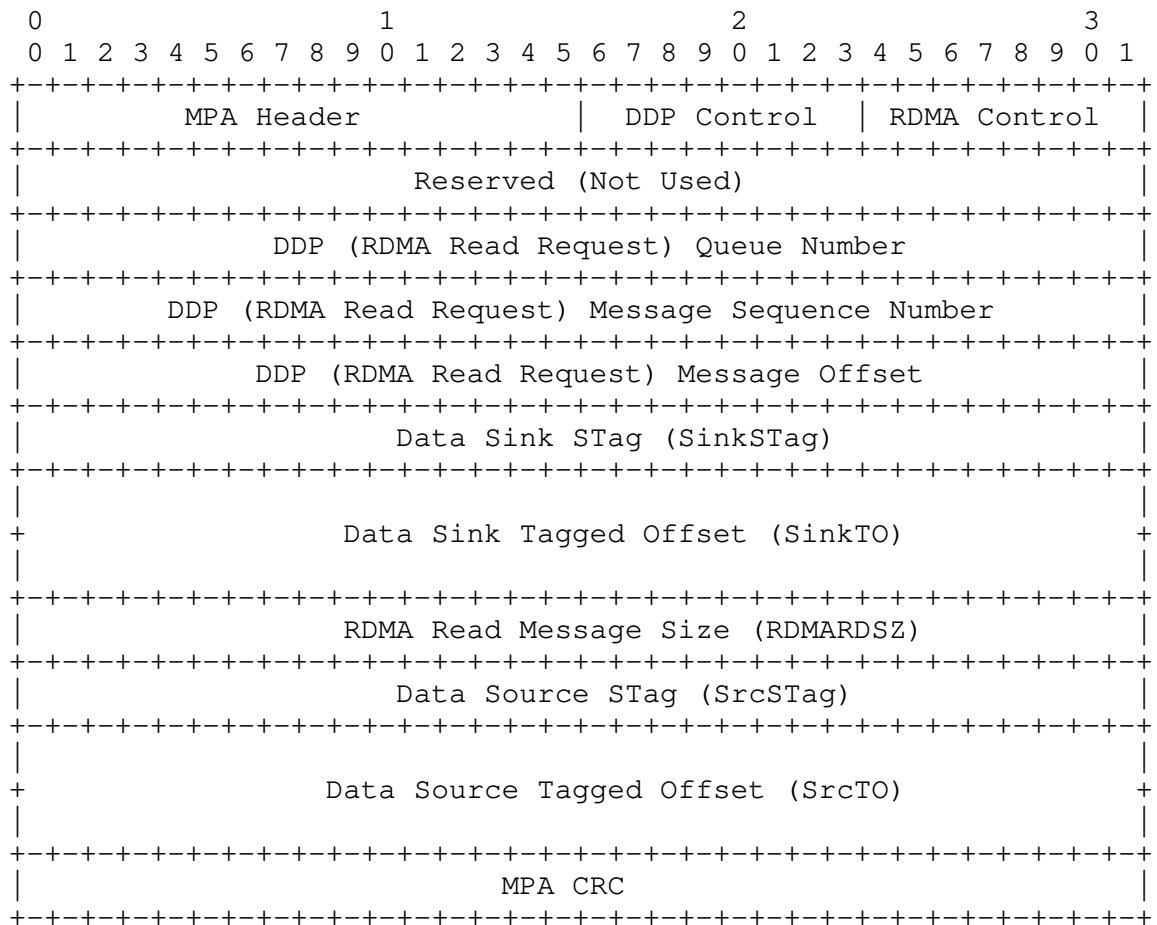 0                   1                   2                   3
 0 1 2 3 4 5 6 7 8 9 0 1 2 3 4 5 6 7 8 9 0 1 2 3 4 5 6 7 8 9 0 1
+-+-+-+-+-+-+-+-+-+-+-+-+-+-+-+-+-+-+-+-+-+-+-+-+-+-+-+-+-+-+-+-+
|         MPA Header            |  DDP Control  | RDMA Control  |
+-+-+-+-+-+-+-+-+-+-+-+-+-+-+-+-+-+-+-+-+-+-+-+-+-+-+-+-+-+-+-+-+
|                      Reserved (Not Used)                      |
+-+-+-+-+-+-+-+-+-+-+-+-+-+-+-+-+-+-+-+-+-+-+-+-+-+-+-+-+-+-+-+-+
|              DDP (RDMA Read Request) Queue Number             |
+-+-+-+-+-+-+-+-+-+-+-+-+-+-+-+-+-+-+-+-+-+-+-+-+-+-+-+-+-+-+-+-+
|        DDP (RDMA Read Request) Message Sequence Number        |
+-+-+-+-+-+-+-+-+-+-+-+-+-+-+-+-+-+-+-+-+-+-+-+-+-+-+-+-+-+-+-+-+
|             DDP (RDMA Read Request) Message Offset            |
+-+-+-+-+-+-+-+-+-+-+-+-+-+-+-+-+-+-+-+-+-+-+-+-+-+-+-+-+-+-+-+-+
|                     Data Sink STag (SinkSTag)                 |
+-+-+-+-+-+-+-+-+-+-+-+-+-+-+-+-+-+-+-+-+-+-+-+-+-+-+-+-+-+-+-+-+
|                                                               |
+                  Data Sink Tagged Offset (SinkTO)             +
|                                                               |
+-+-+-+-+-+-+-+-+-+-+-+-+-+-+-+-+-+-+-+-+-+-+-+-+-+-+-+-+-+-+-+-+
|                  RDMA Read Message Size (RDMARDSZ)            |
+-+-+-+-+-+-+-+-+-+-+-+-+-+-+-+-+-+-+-+-+-+-+-+-+-+-+-+-+-+-+-+-+
|                     Data Source STag (SrcSTag)                |
+-+-+-+-+-+-+-+-+-+-+-+-+-+-+-+-+-+-+-+-+-+-+-+-+-+-+-+-+-+-+-+-+
|                                                               |
+                 Data Source Tagged Offset (SrcTO)             +
|                                                               |
+-+-+-+-+-+-+-+-+-+-+-+-+-+-+-+-+-+-+-+-+-+-+-+-+-+-+-+-+-+-+-+-+
|                           MPA CRC                             |
+-+-+-+-+-+-+-+-+-+-+-+-+-+-+-+-+-+-+-+-+-+-+-+-+-+-+-+-+-+-+-+-+